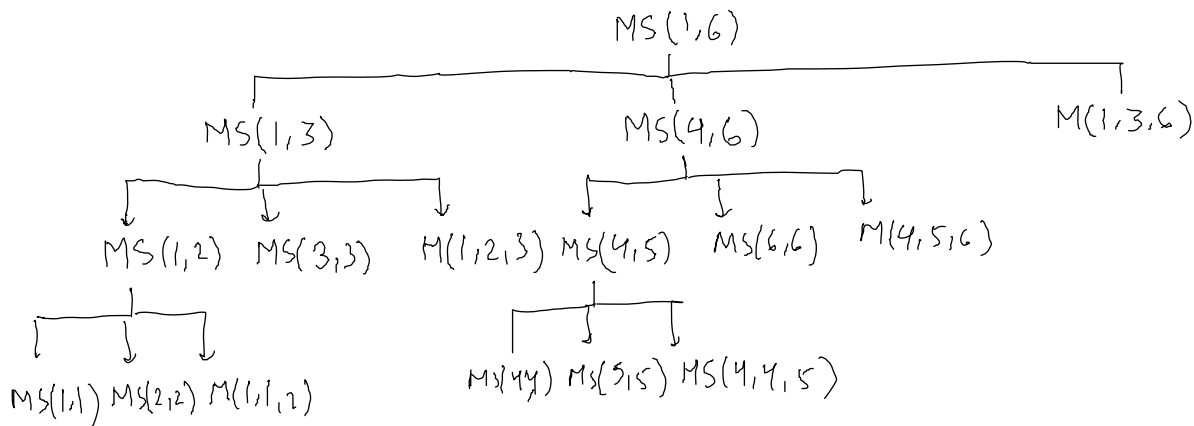 MS(1,6)
MS(1,3) MS(4,6) M(1,3,6)
MS(1,2) MS(3,3) M(1,2,3) MS(4,5) MS(6,6) M(4,5,6)
MS(1,1) MS(2,2) M(1,1,2) MS(4,4) MS(5,5) MS(4,4,5)